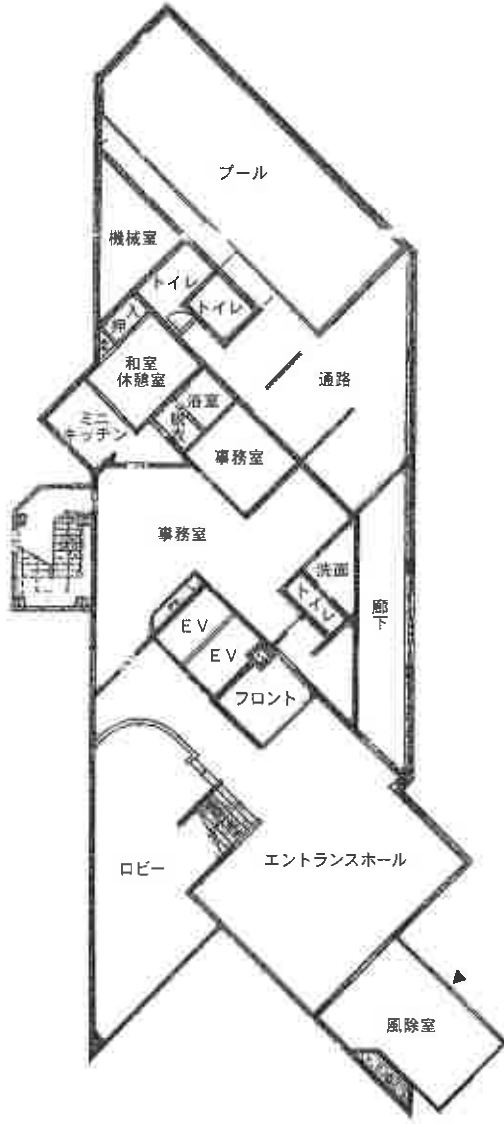 プール
機械室
トイレ
トイレ
押入
和室
休憩室
浴室
通路
ミニ
キッチン
事務室
事務室
洗面
トイレ
廊下
EV
EV
フロント
エントランスホール
ロビー
風除室